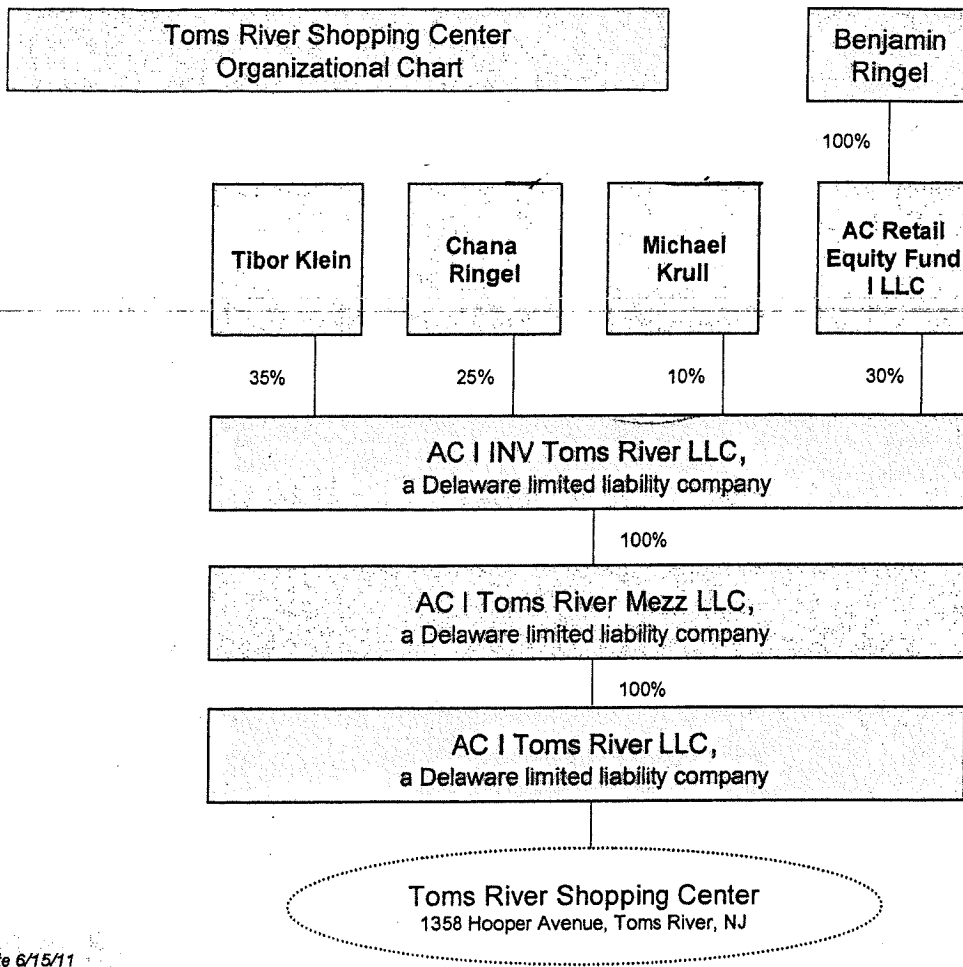 Toms River Shopping Center
Organizational Chart
Benjamin
Ringel
100%
Tibor Klein
Chana
Ringel
Michael
Krull
AC Retail
Equity Fund
I LLC
35%
25%
10%
30%
AC I INV Toms River LLC,
a Delaware limited liability company
100%
AC I Toms River Mezz LLC,
a Delaware limited liability company
100%
AC I Toms River LLC,
a Delaware limited liability company
Toms River Shopping Center
1358 Hooper Avenue, Toms River, NJ
6/15/11